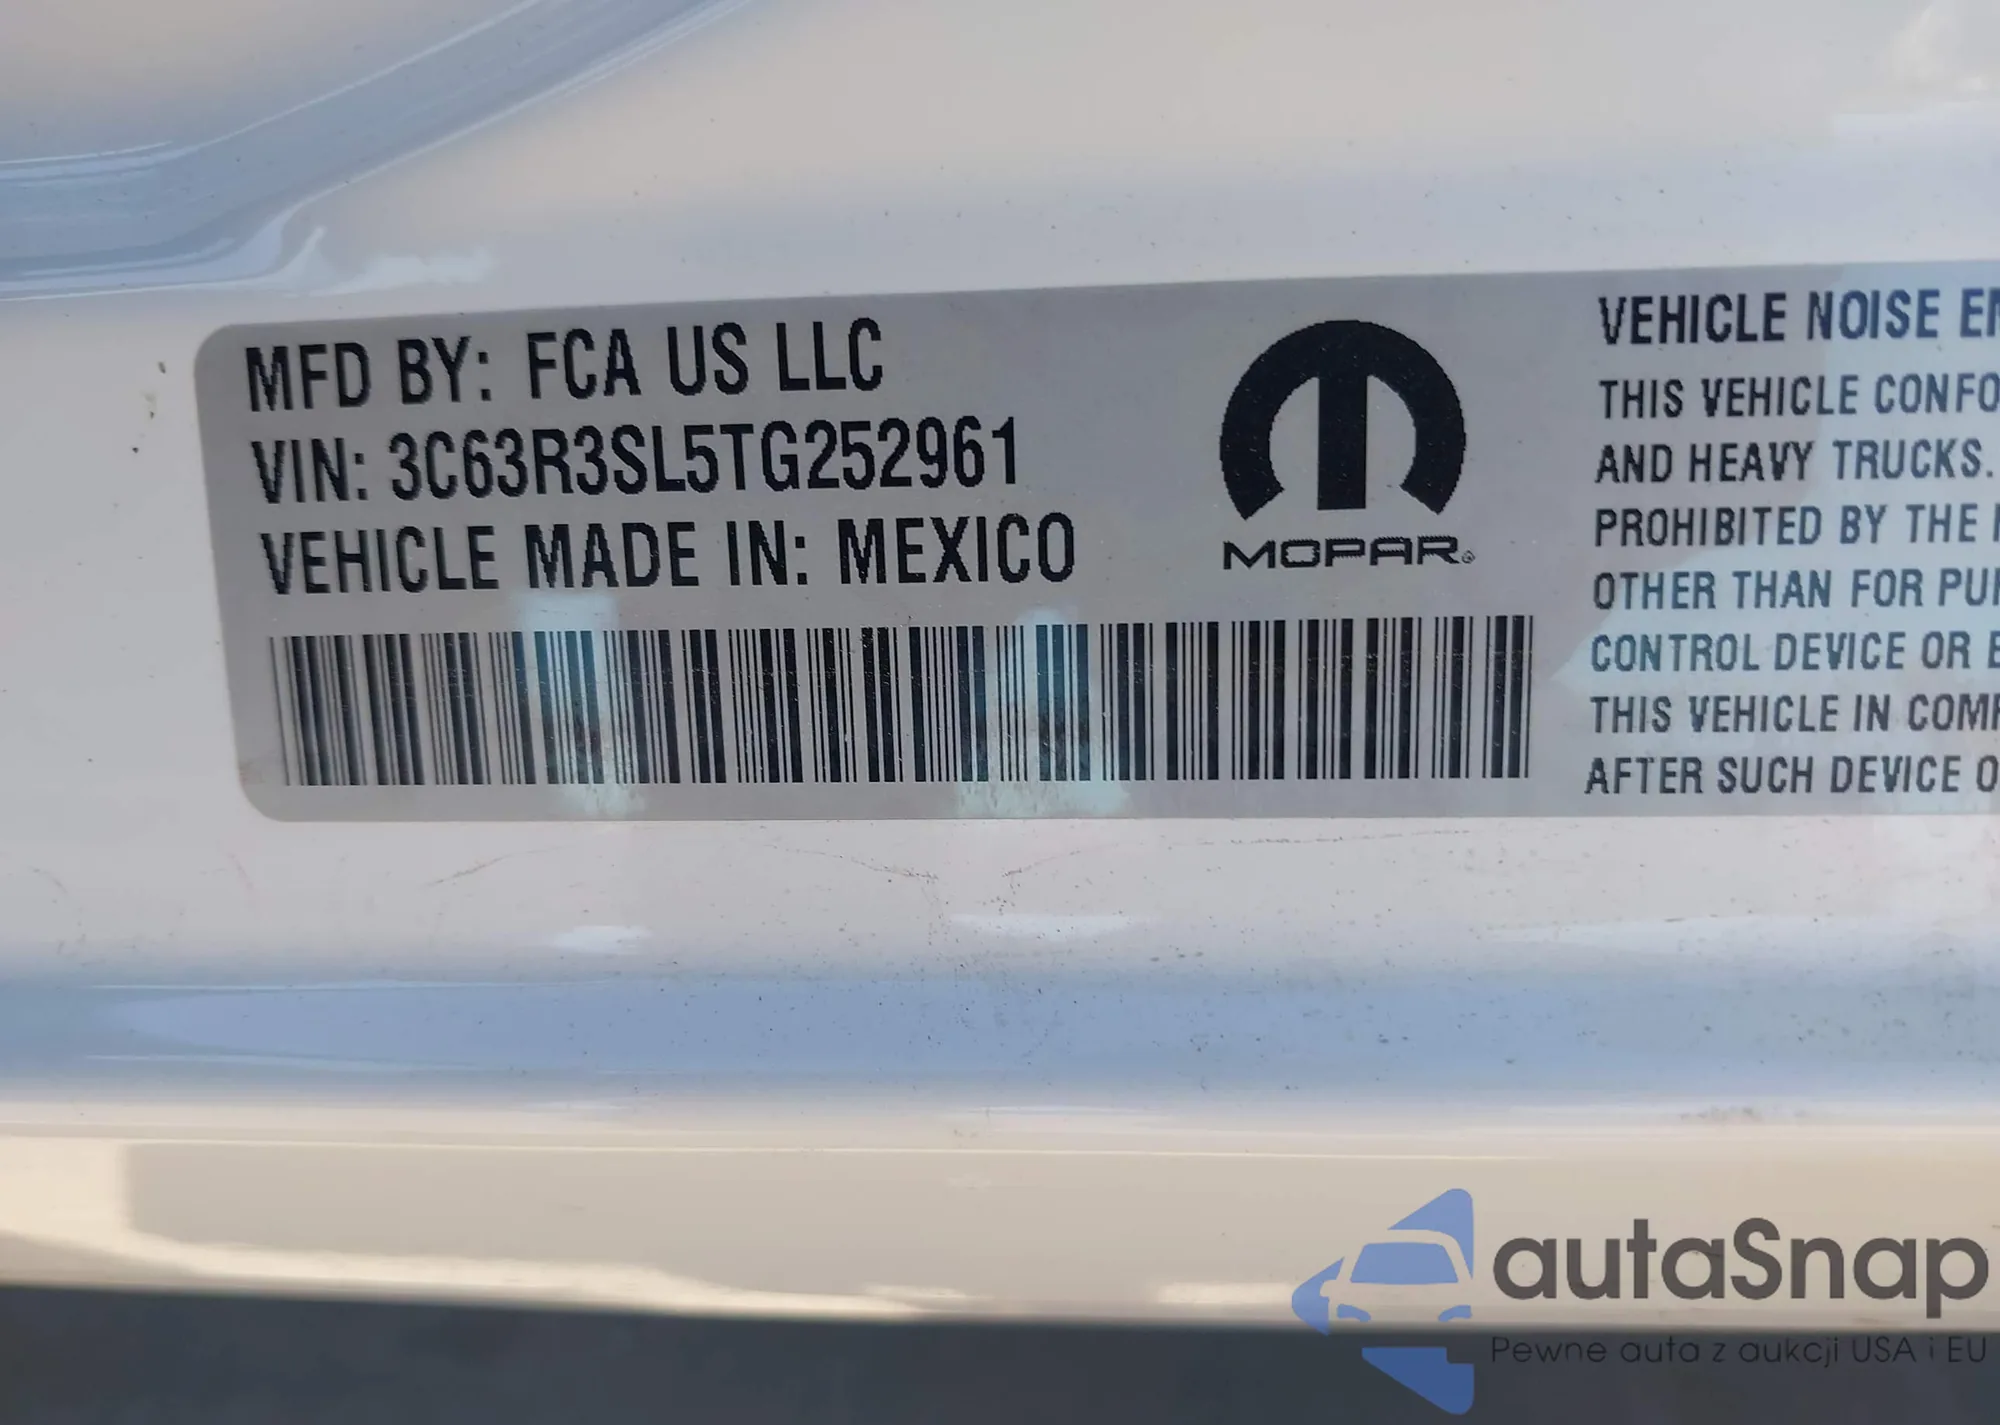 MFD BY: FCA US LLC
VIN: 3C63R3SL5TG252961
VEHICLE MADE IN: MEXICO
MOPAR
VEHICLE NOISE
THIS VEHICLE
AND HEAVY TRUCKS.
PROHIBITED BY THE
OTHER THAN FOR
CONTROL DEVICE OR
THIS VEHICLE IN
AFTER SUCH DEVICE
autaSnap
Pewne auta z aukcji USA i EU